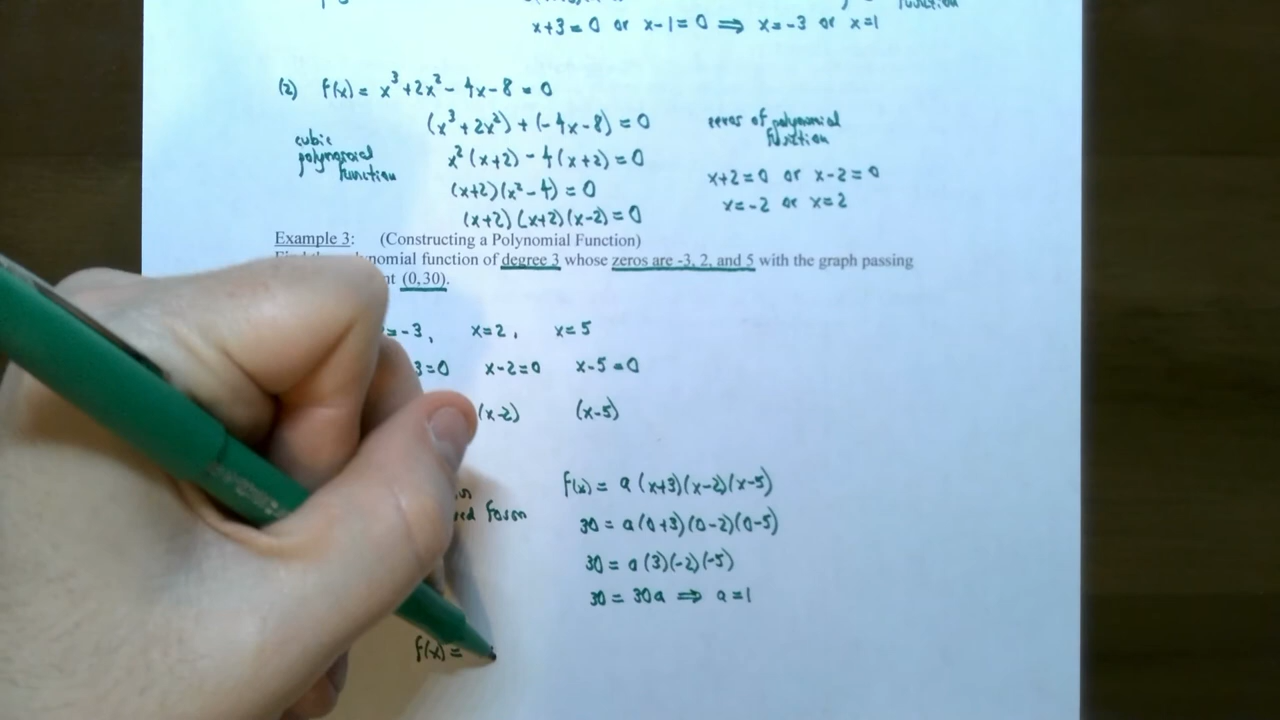 x+3=0 or x-1=0 ⟹ x=-3 or x=1
(2) f(x) = x³+2x²-4x-8=0
(x³+2x²)+(-4x-8)=0
cubic
polynomial
function
x²(x+2)-4(x+2)=0
(x+2)(x²-4)=0
(x+2)(x+2)(x-2)=0
zeros of polynomial
function
x+2=0 or x-2=0
x=-2 or x=2
Example 3: (Constructing a Polynomial Function)
nomial function of degree 3 whose zeros are -3, 2, and 5 with the graph passing
(0,30).
=-3, x=2, x=5
3=0 x-2=0 x-5=0
(x-2) (x-5)
form
f(x)= a(x+3)(x-2)(x-5)
30 = a(0+3)(0-2)(0-5)
30 = a(3)(-2)(-5)
30 = 30a ⟹ a=1
f(x)=